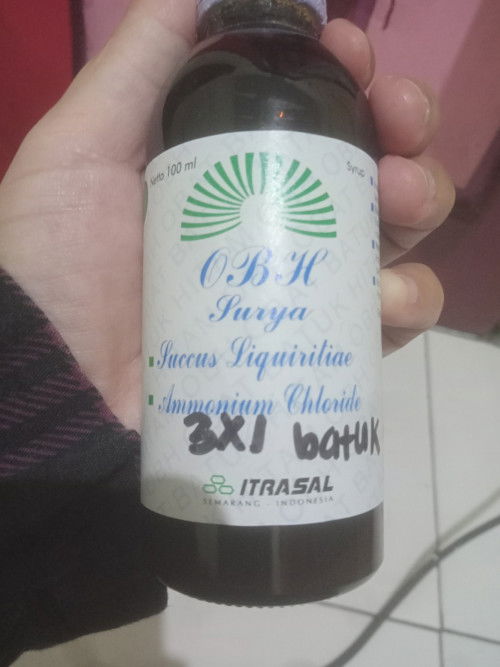 Netto 100 ml
Syrup
OBH
Surya
Succus Liquiritiae
Ammonium Chloride
3X1 batuk
ITRASAL
SEMARANG - INDONESIA